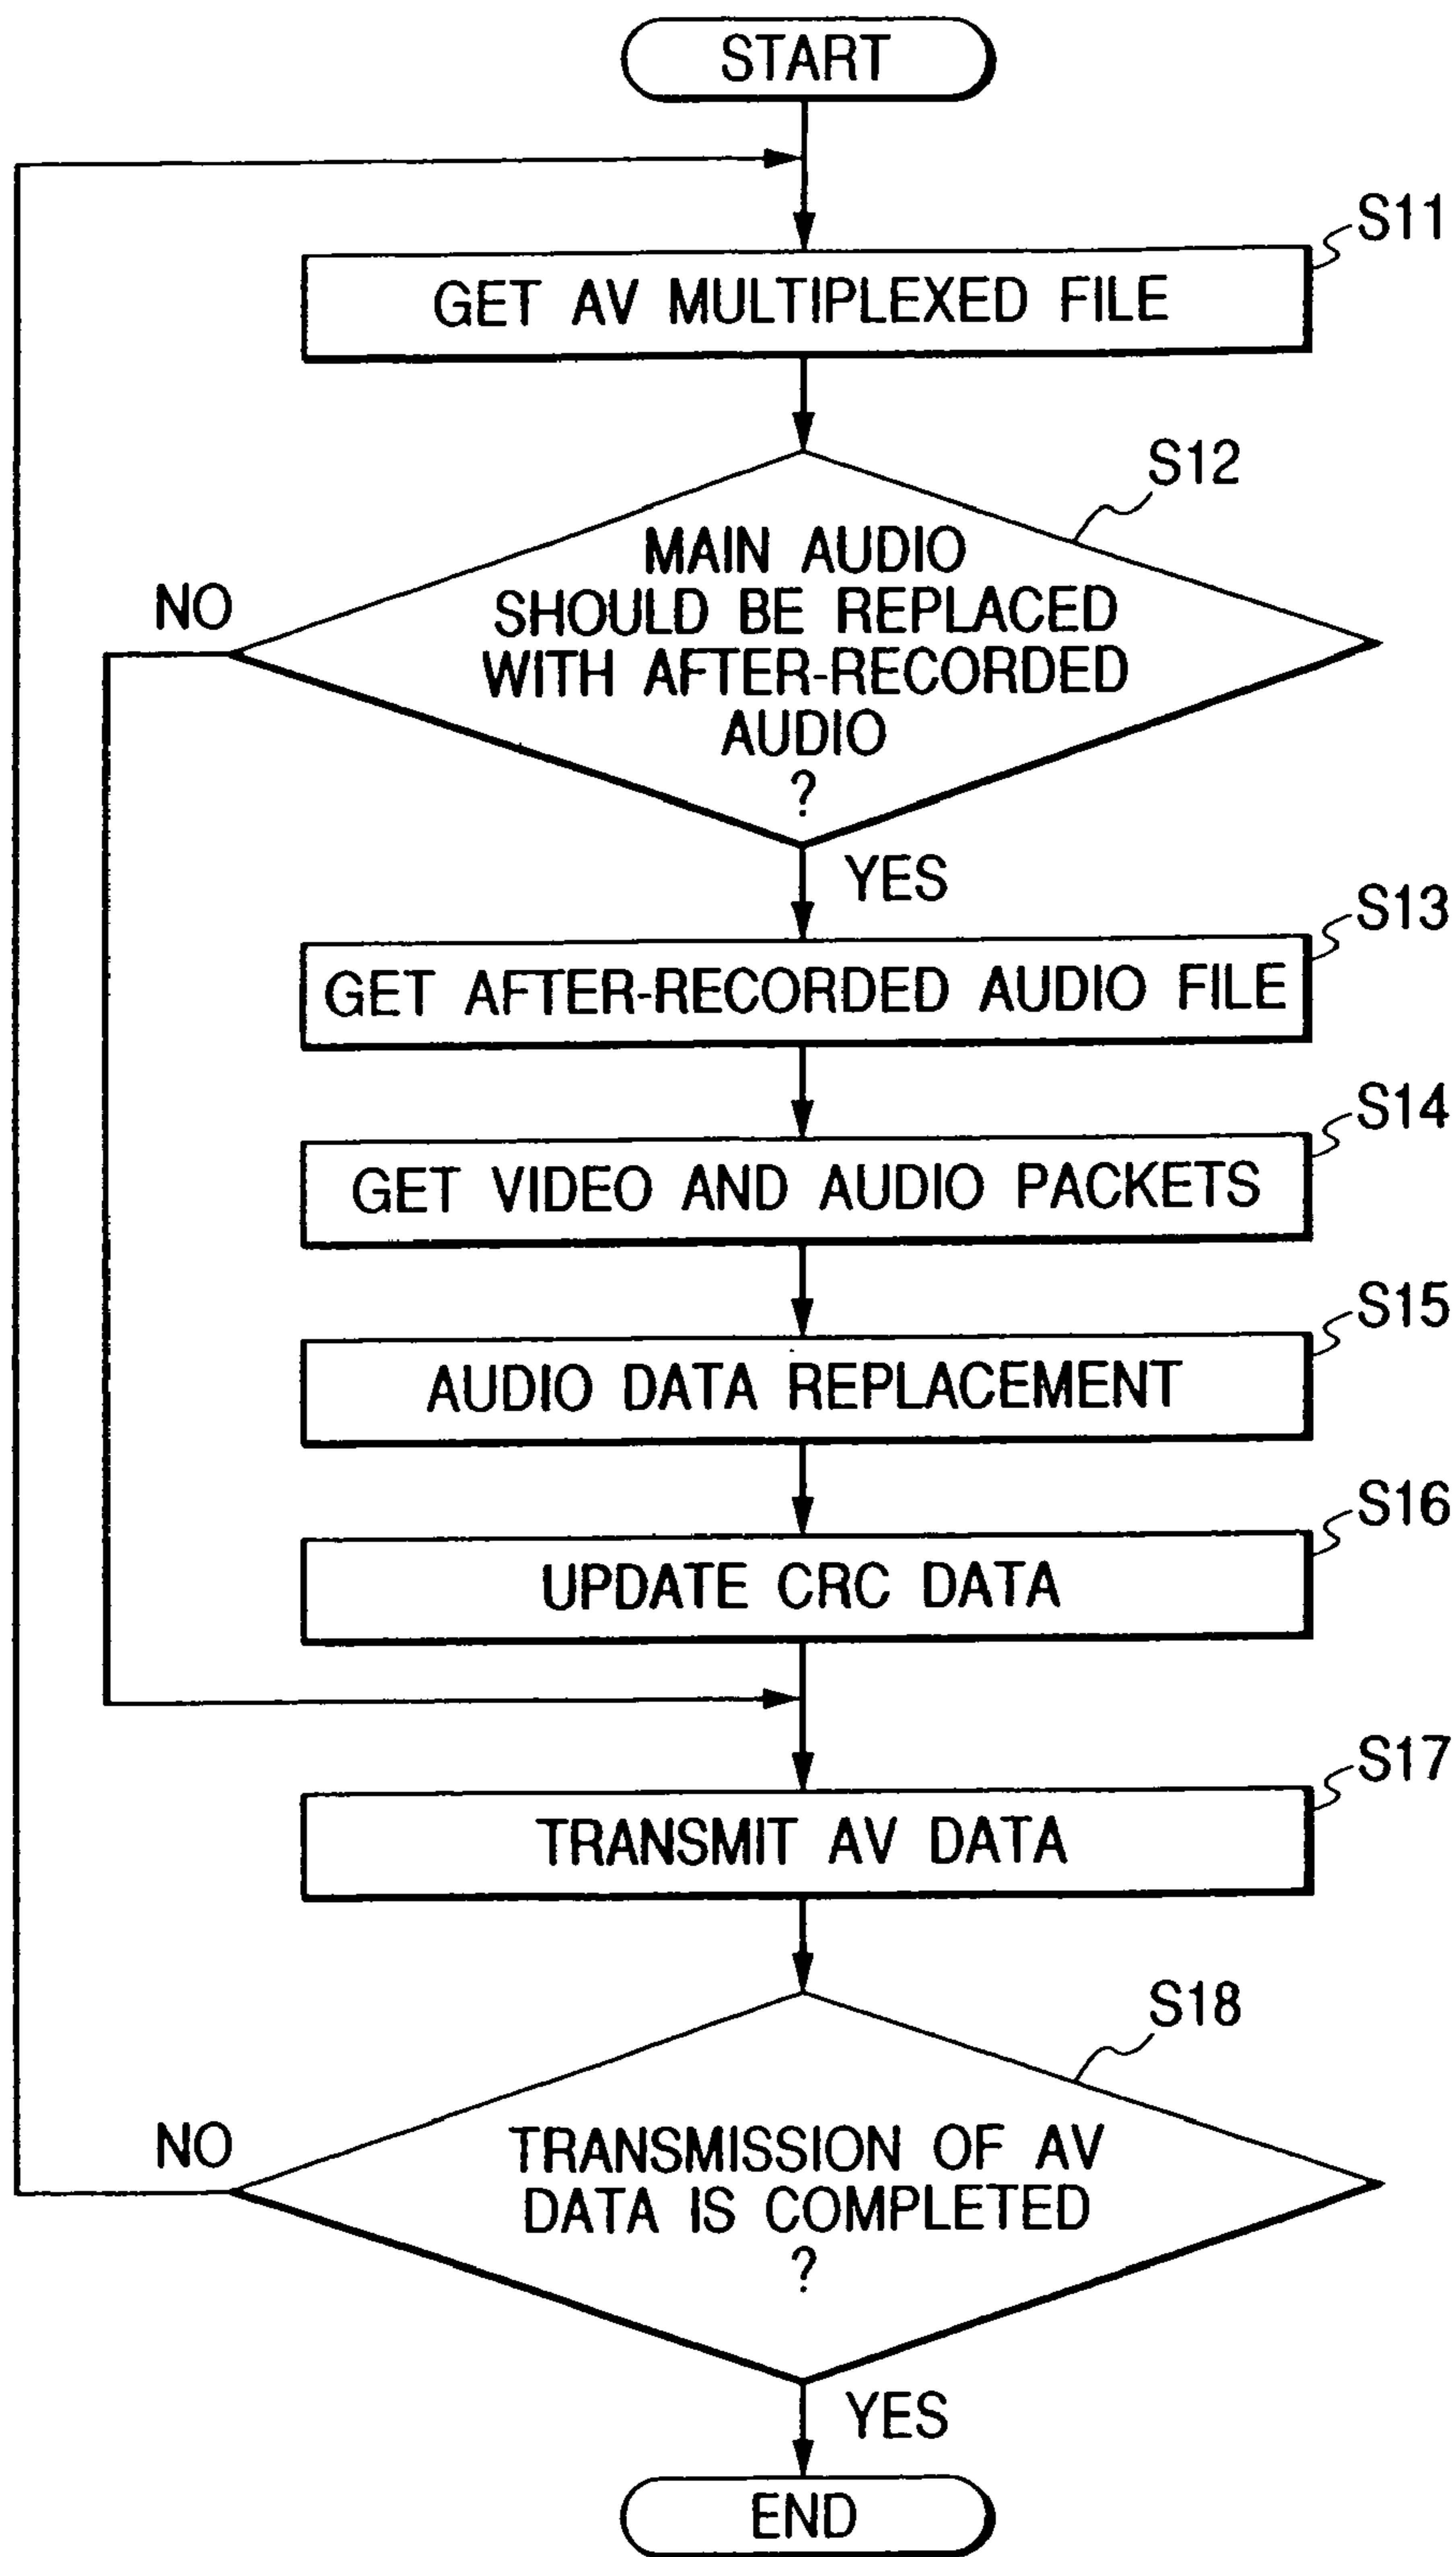 START
S11
GET AV MULTIPLEXED FILE
S12
MAIN AUDIO
SHOULD BE REPLACED
WITH AFTER-RECORDED
AUDIO
?
NO
YES
S13
GET AFTER-RECORDED AUDIO FILE
S14
GET VIDEO AND AUDIO PACKETS
S15
AUDIO DATA REPLACEMENT
S16
UPDATE CRC DATA
S17
TRANSMIT AV DATA
S18
NO
TRANSMISSION OF AV
DATA IS COMPLETED
?
YES
END